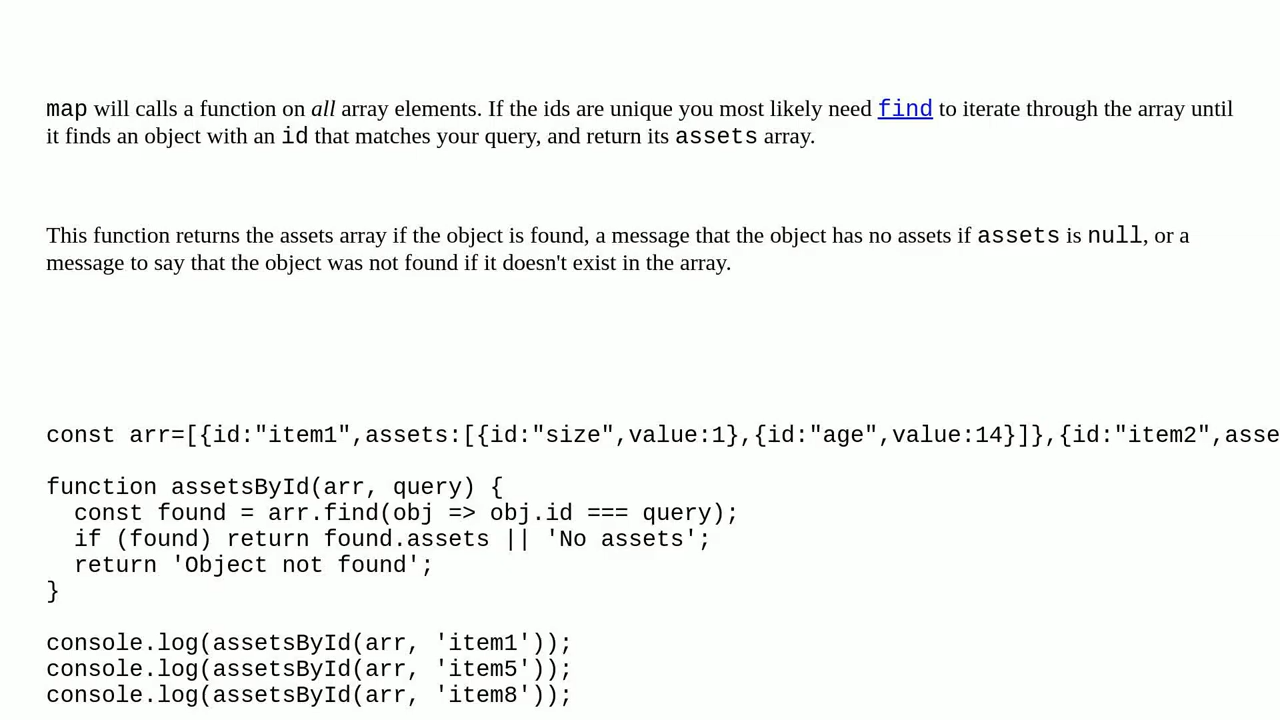 map will calls a function on all array elements. If the ids are unique you most likely need find to iterate through the array until
it finds an object with an id that matches your query, and return its assets array.
This function returns the assets array if the object is found, a message that the object has no assets if assets is null, or a
message to say that the object was not found if it doesn't exist in the array.
const arr=[{id:"item1",assets:[{id:"size",value:1},{id:"age",value:14}]},{id:"item2",asse
function assetsById(arr, query) {
  const found = arr.find(obj => obj.id === query);
  if (found) return found.assets || 'No assets';
  return 'Object not found';
}
console.log(assetsById(arr, 'item1'));
console.log(assetsById(arr, 'item5'));
console.log(assetsById(arr, 'item8'));